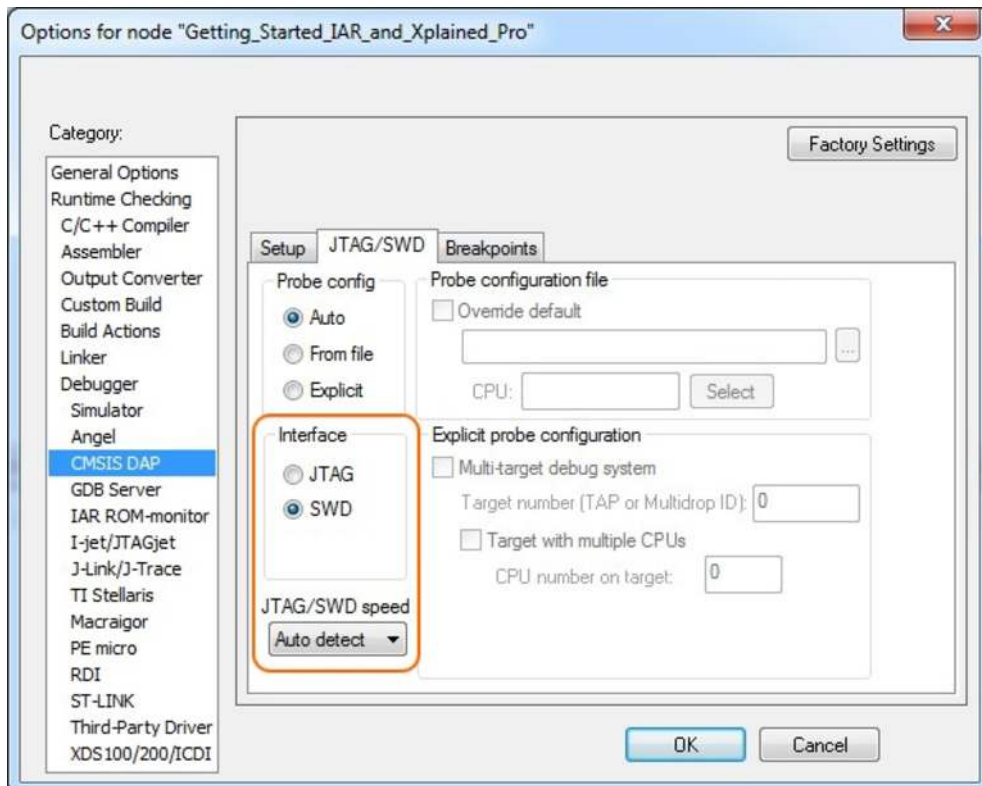 Options for node "Getting_Started_IAR_and_Xplained_Pro"
Category:
Factory Settings
General Options
Runtime Checking
C/C++ Compiler
Assembler
Output Converter
Custom Build
Build Actions
Linker
Debugger
Simulator
Angel
CMSIS DAP
GDB Server
IAR ROM-monitor
I-jet/JTAGjet
J-Link/J-Trace
TI Stellaris
Macraigor
PE micro
RDI
ST-LINK
Third-Party Driver
XDS100/200/ICDI
Setup JTAG/SWD Breakpoints
Probe config
Auto
From file
Explicit
Probe configuration file
Override default
...
CPU: Select
Interface
JTAG
SWD
JTAG/SWD speed
Auto detect
Explicit probe configuration
Multi-target debug system
Target number (TAP or Multidrop ID): 0
Target with multiple CPUs
CPU number on target: 0
OK Cancel